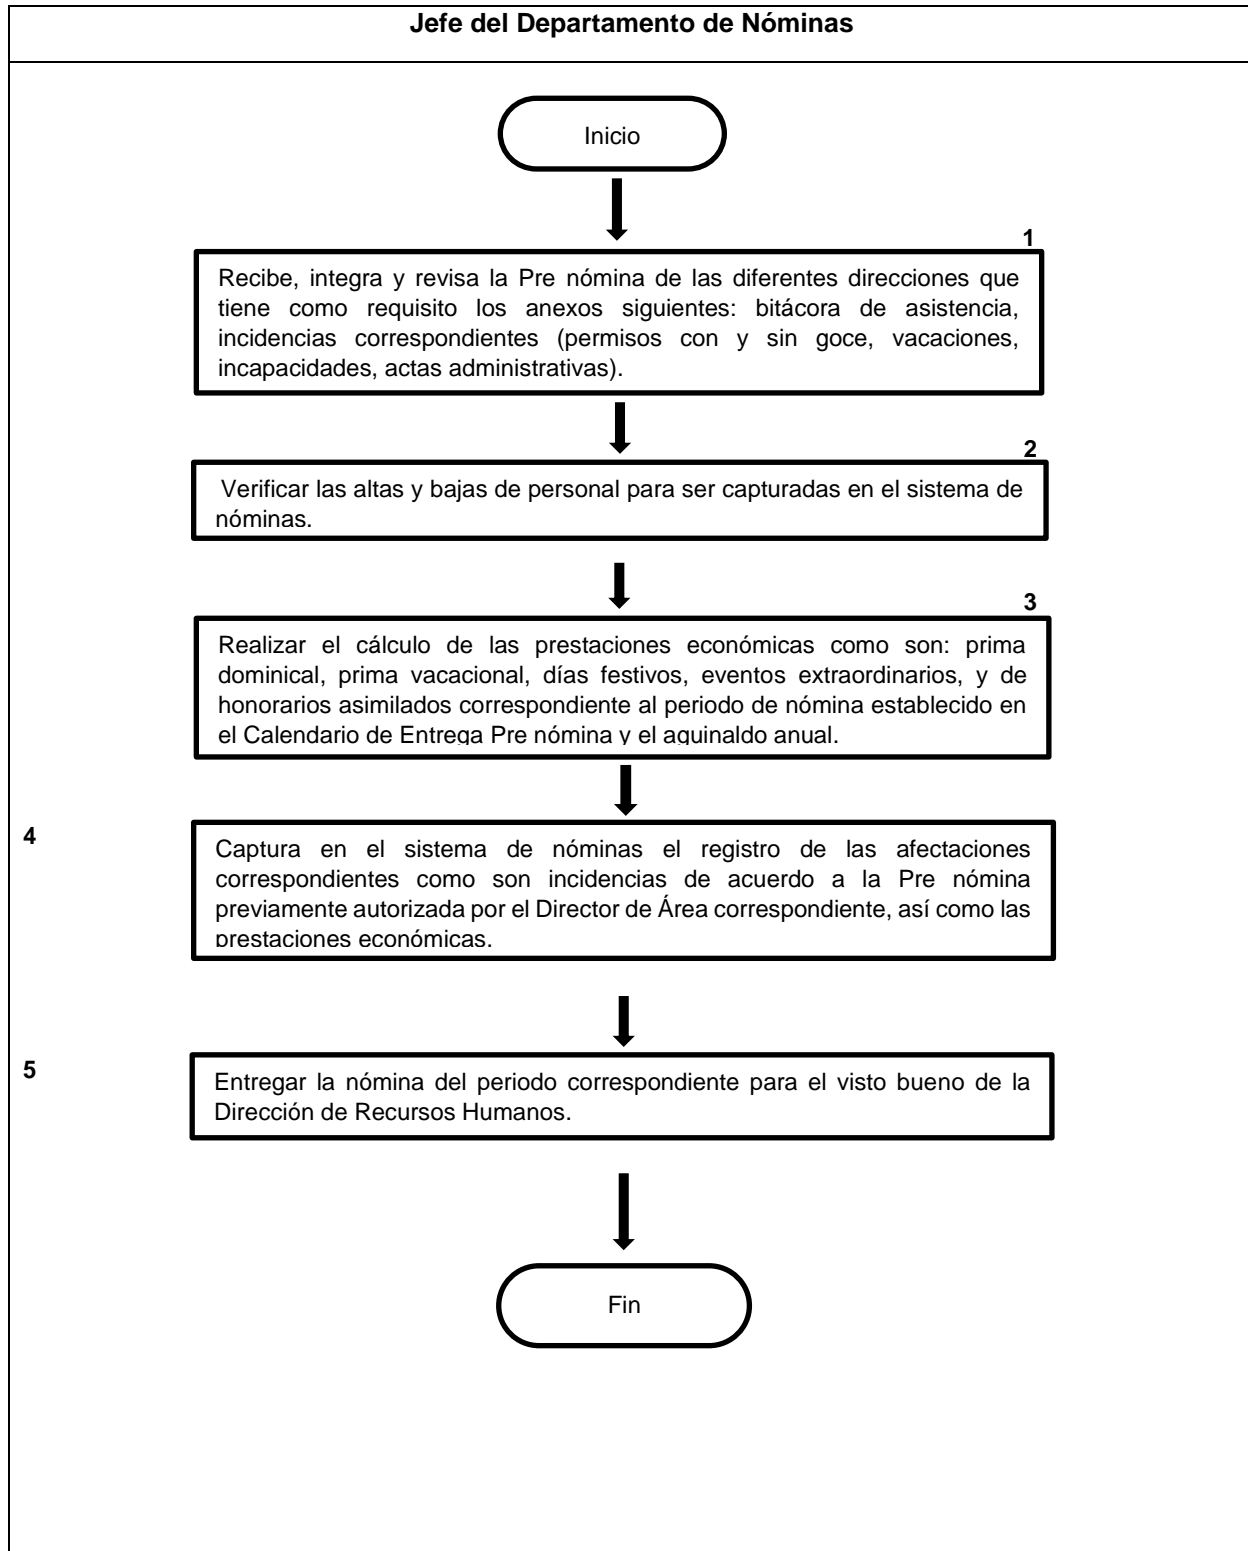 Jefe del Departamento de Nóminas
Inicio
1
Recibe, integra y revisa la Pre nómina de las diferentes direcciones que
tiene como requisito los anexos siguientes: bitácora de asistencia,
incidencias correspondientes (permisos con y sin goce, vacaciones,
incapacidades, actas administrativas).
2
Verificar las altas y bajas de personal para ser capturadas en el sistema de
nóminas.
3
Realizar el cálculo de las prestaciones económicas como son: prima
dominical, prima vacacional, días festivos, eventos extraordinarios, y de
honorarios asimilados correspondiente al periodo de nómina establecido en
el Calendario de Entrega Pre nómina y el aguinaldo anual.
4
Captura en el sistema de nóminas el registro de las afectaciones
correspondientes como son incidencias de acuerdo a la Pre nómina
previamente autorizada por el Director de Área correspondiente, así como las
prestaciones económicas.
5
Entregar la nómina del periodo correspondiente para el visto bueno de la
Dirección de Recursos Humanos.
Fin